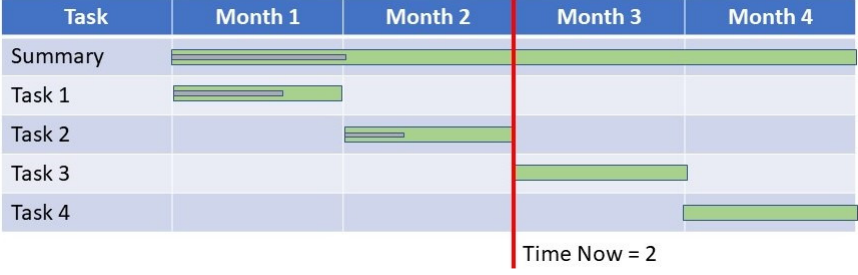 Task Month 1 Month 2 Month 3 Month 4
Summary
Task 1
Task 2
Task 3
Task 4
Time Now = 2